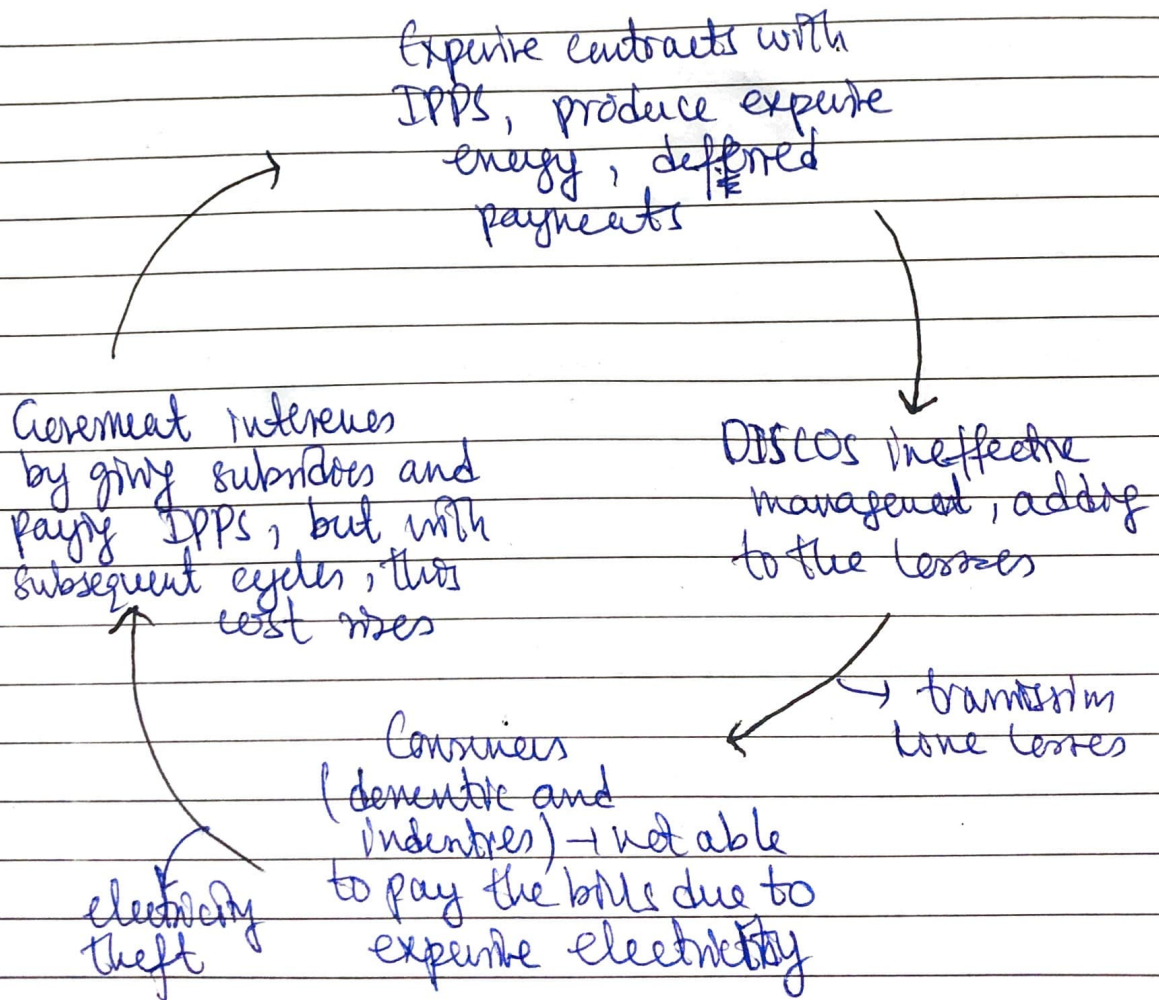 Expensive contracts with
IPPS, produce expensive
energy, deferred
payments
DISCOS ineffective
management, adding
to the losses
transmission
line losses
Consumers
(domestic and
industries) → not able
to pay the bills due to
expensive electricity
electricity
theft
Government intervenes
by giving subsidies and
paying IPPS, but with
subsequent cycles, this
cost rises